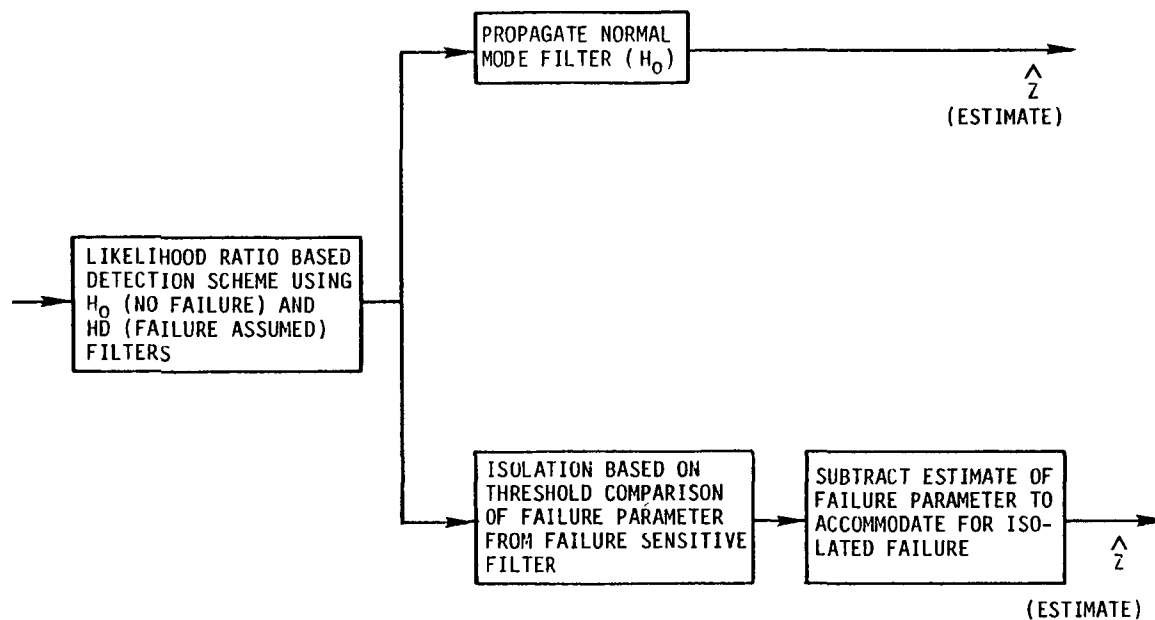 PROPAGATE NORMAL
MODE FILTER (H₀)
^
Z
(ESTIMATE)
LIKELIHOOD RATIO BASED
DETECTION SCHEME USING
H₀ (NO FAILURE) AND
HD (FAILURE ASSUMED)
FILTERS
ISOLATION BASED ON
THRESHOLD COMPARISON
OF FAILURE PARAMETER
FROM FAILURE SENSITIVE
FILTER
SUBTRACT ESTIMATE OF
FAILURE PARAMETER TO
ACCOMMODATE FOR ISO-
LATED FAILURE
^
Z
(ESTIMATE)